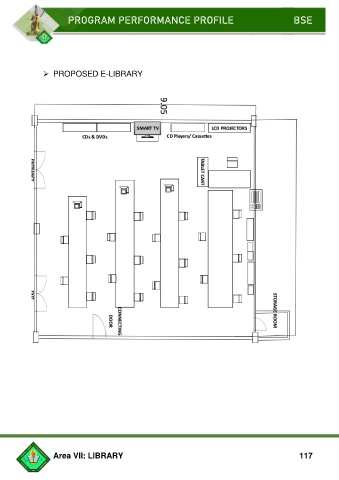 PROGRAM PERFORMANCE PROFILE BSE
➢ PROPOSED E-LIBRARY
9.05
SMART TV
LCD PROJECTORS
CDs & DVDs
CD Players/ Cassettes
TABLET CART
ENTRANCE
EXIT
CONNECTING
DOOR
STORAGE ROOM
Area VII: LIBRARY 117